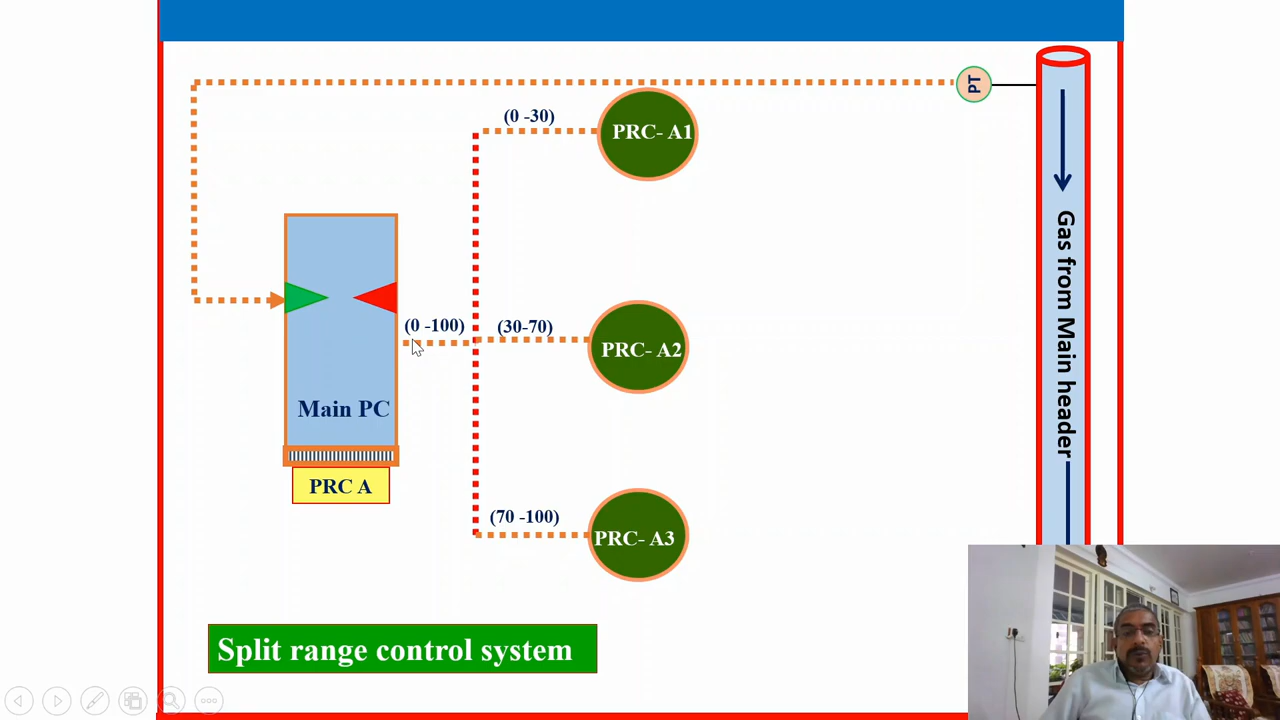 PT
(0 -30)
PRC- A1
Gas from Main header
(0 -100)
(30-70)
PRC- A2
Main PC
PRC A
(70 -100)
PRC- A3
Split range control system